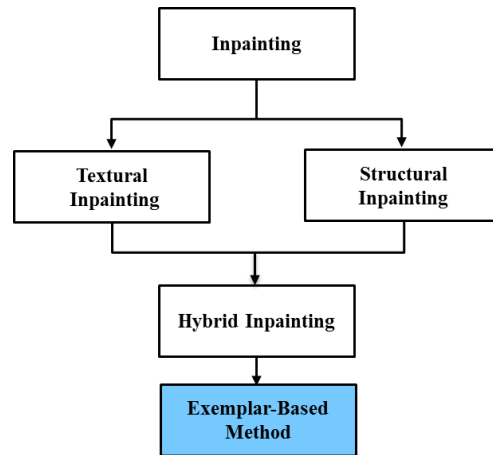 Inpainting
Textural
Inpainting
Structural
Inpainting
Hybrid Inpainting
Exemplar-Based
Method